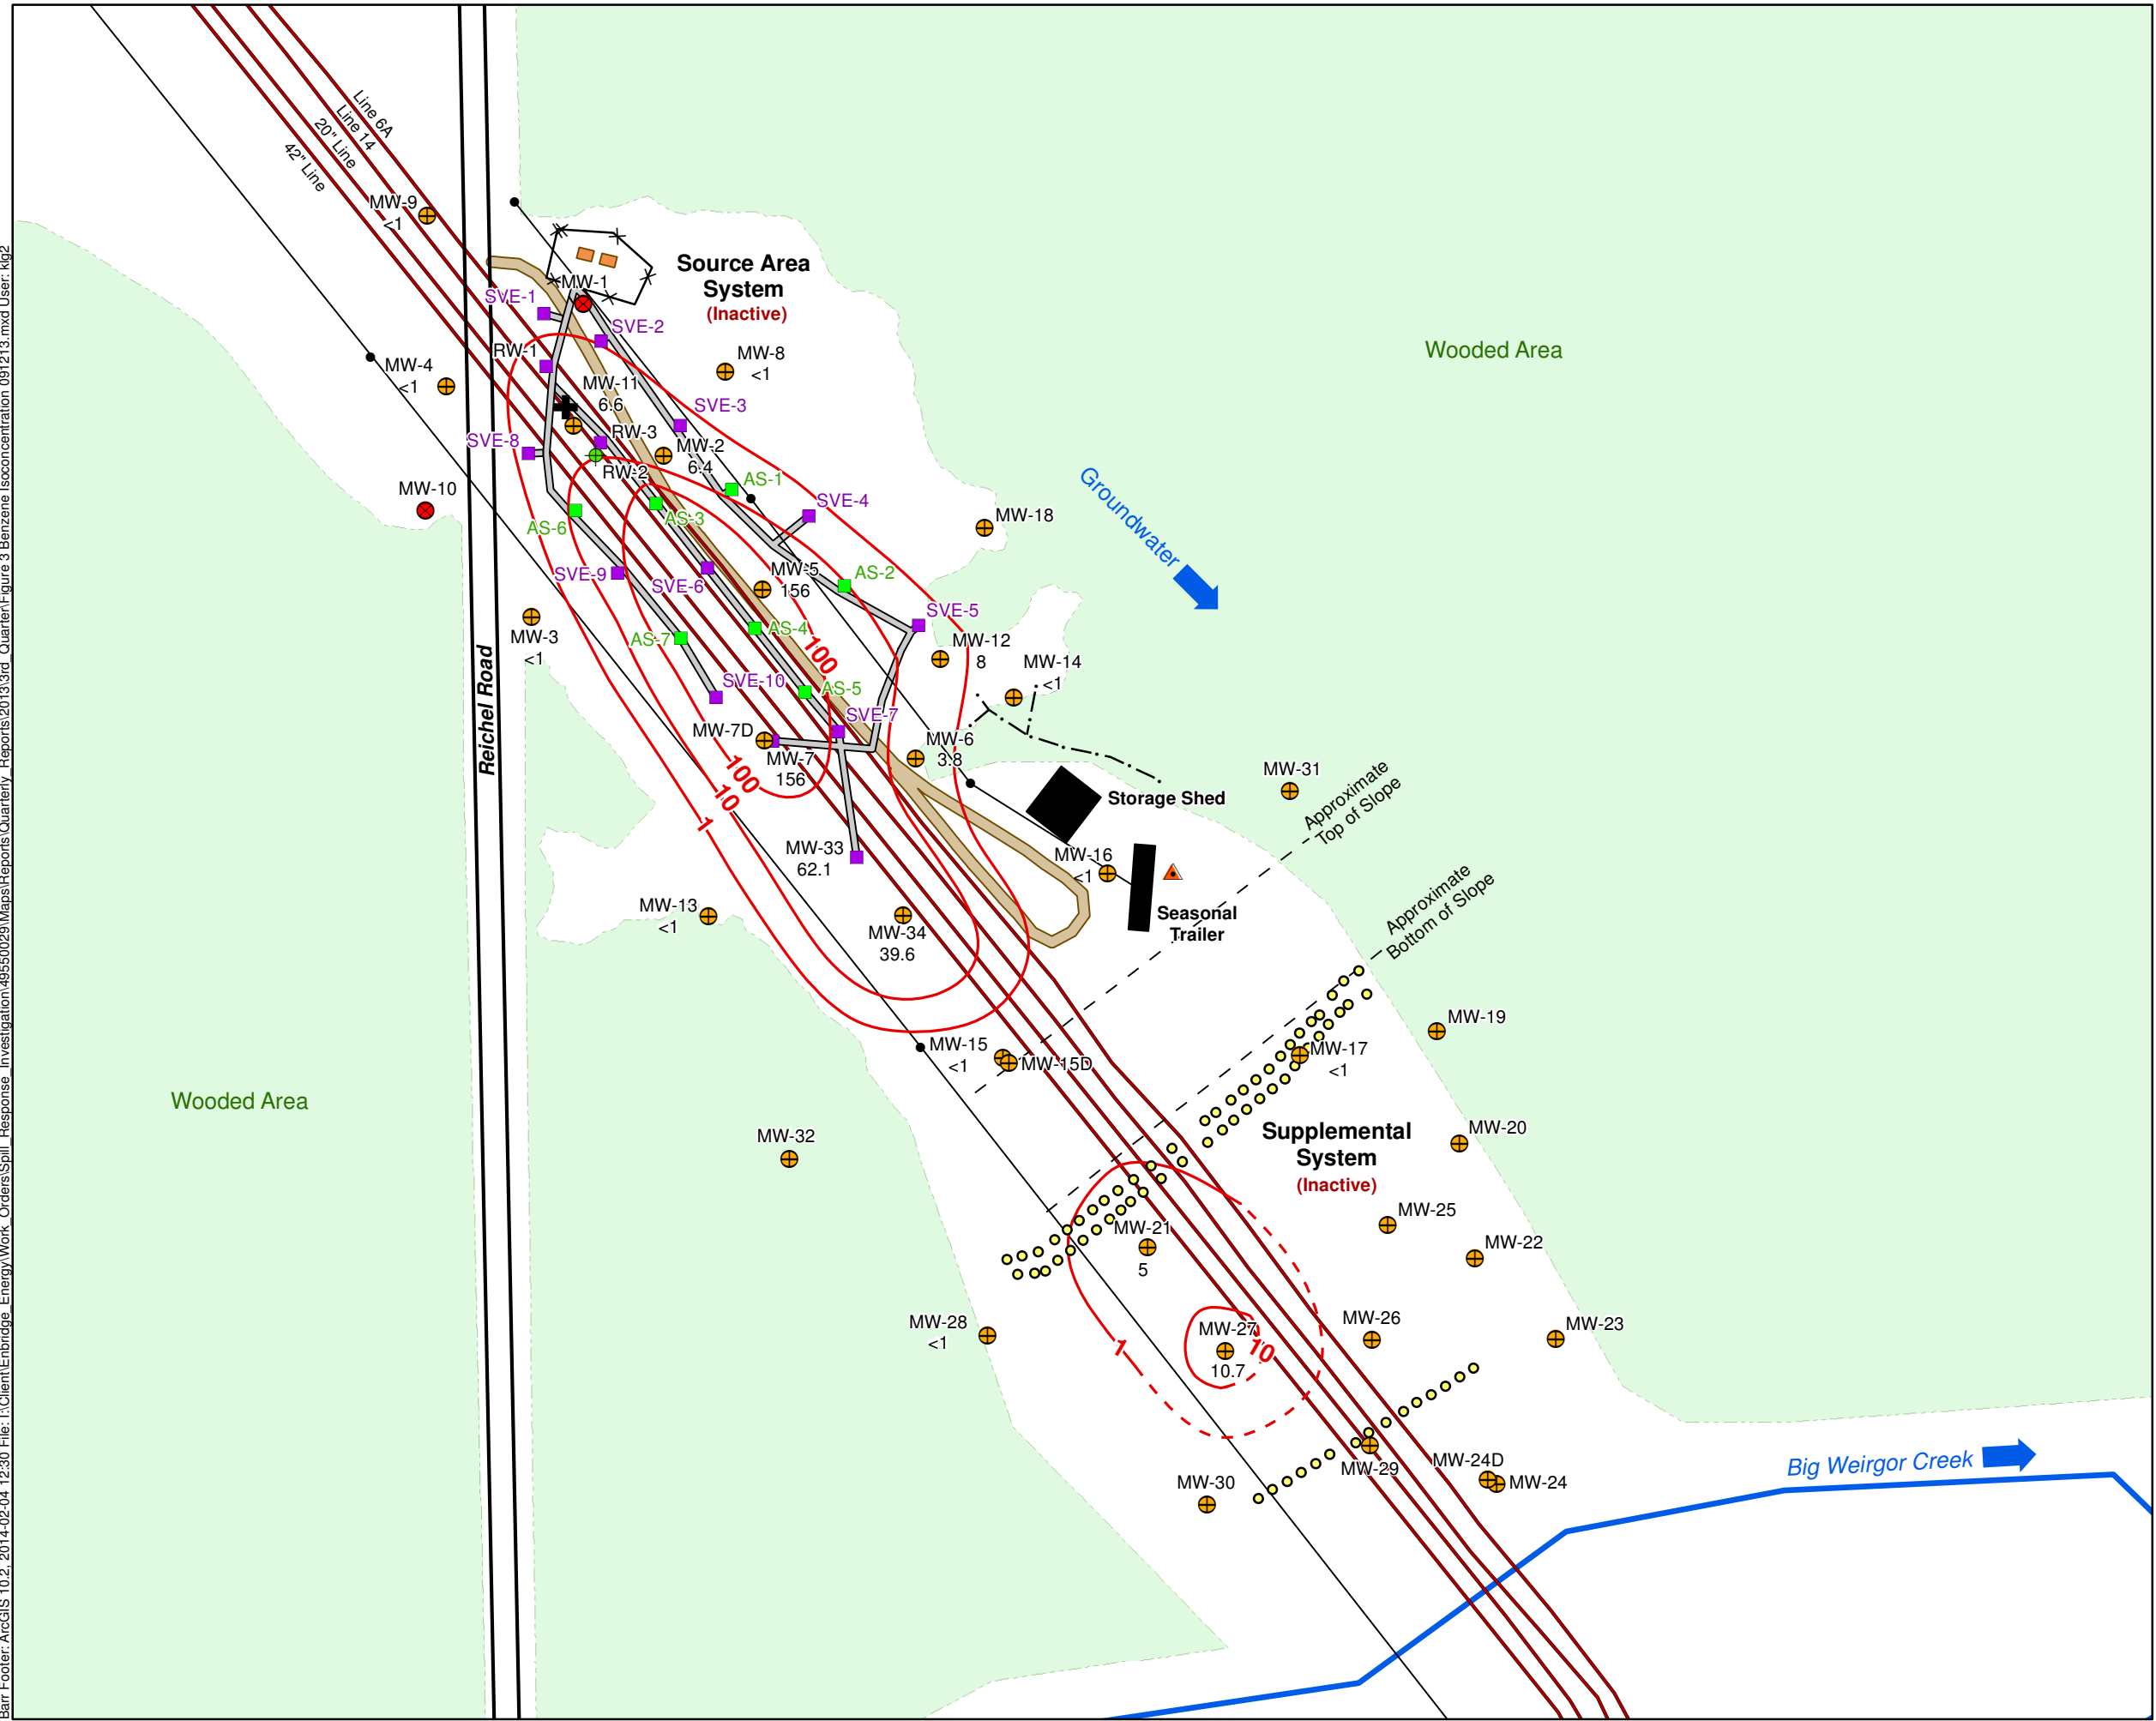 Line 6A
Line 14
20" Line
42" Line
MW-9
<1
Source Area
System
(Inactive)
MW-1
SVE-1
SVE-2
RW-1
MW-8
<1
MW-4
<1
MW-11
6.6
SVE-3
SVE-8
RW-3
MW-2
6.4
RW-2
MW-10
AS-1
SVE-4
AS-3
AS-6
MW-18
Groundwater
Wooded Area
SVE-9
SVE-6
MW-5
156
AS-2
SVE-5
MW-3
<1
AS-7
AS-4
100
MW-12
8
MW-14
<1
SVE-10
AS-5
SVE-7
MW-7D
MW-7
156
MW-6
3.8
Reichel Road
100
10
1
Storage Shed
MW-31
Approximate
Top of Slope
MW-33
62.1
MW-16
<1
MW-13
<1
MW-34
39.6
Seasonal
Trailer
Approximate
Bottom of Slope
MW-15
<1
MW-15D
MW-17
<1
MW-19
Wooded Area
MW-32
Supplemental
System
(Inactive)
MW-20
MW-25
MW-21
5
MW-22
MW-28
<1
1
MW-27
10.7
10
MW-26
MW-23
MW-29
MW-24D
MW-24
MW-30
Big Weirgor Creek
Barr Footer: ArcGIS 10.2, 2014-02-04 12:30 File: I:\Client\Enbridge_Energy\Work_Orders\Spill_Response_Investigation\49550029\Maps\Reports\Quarterly_Reports\2013\3rd_Quarter\Figure 3 Benzene Isoconcentration 091213.mxd User: klg2